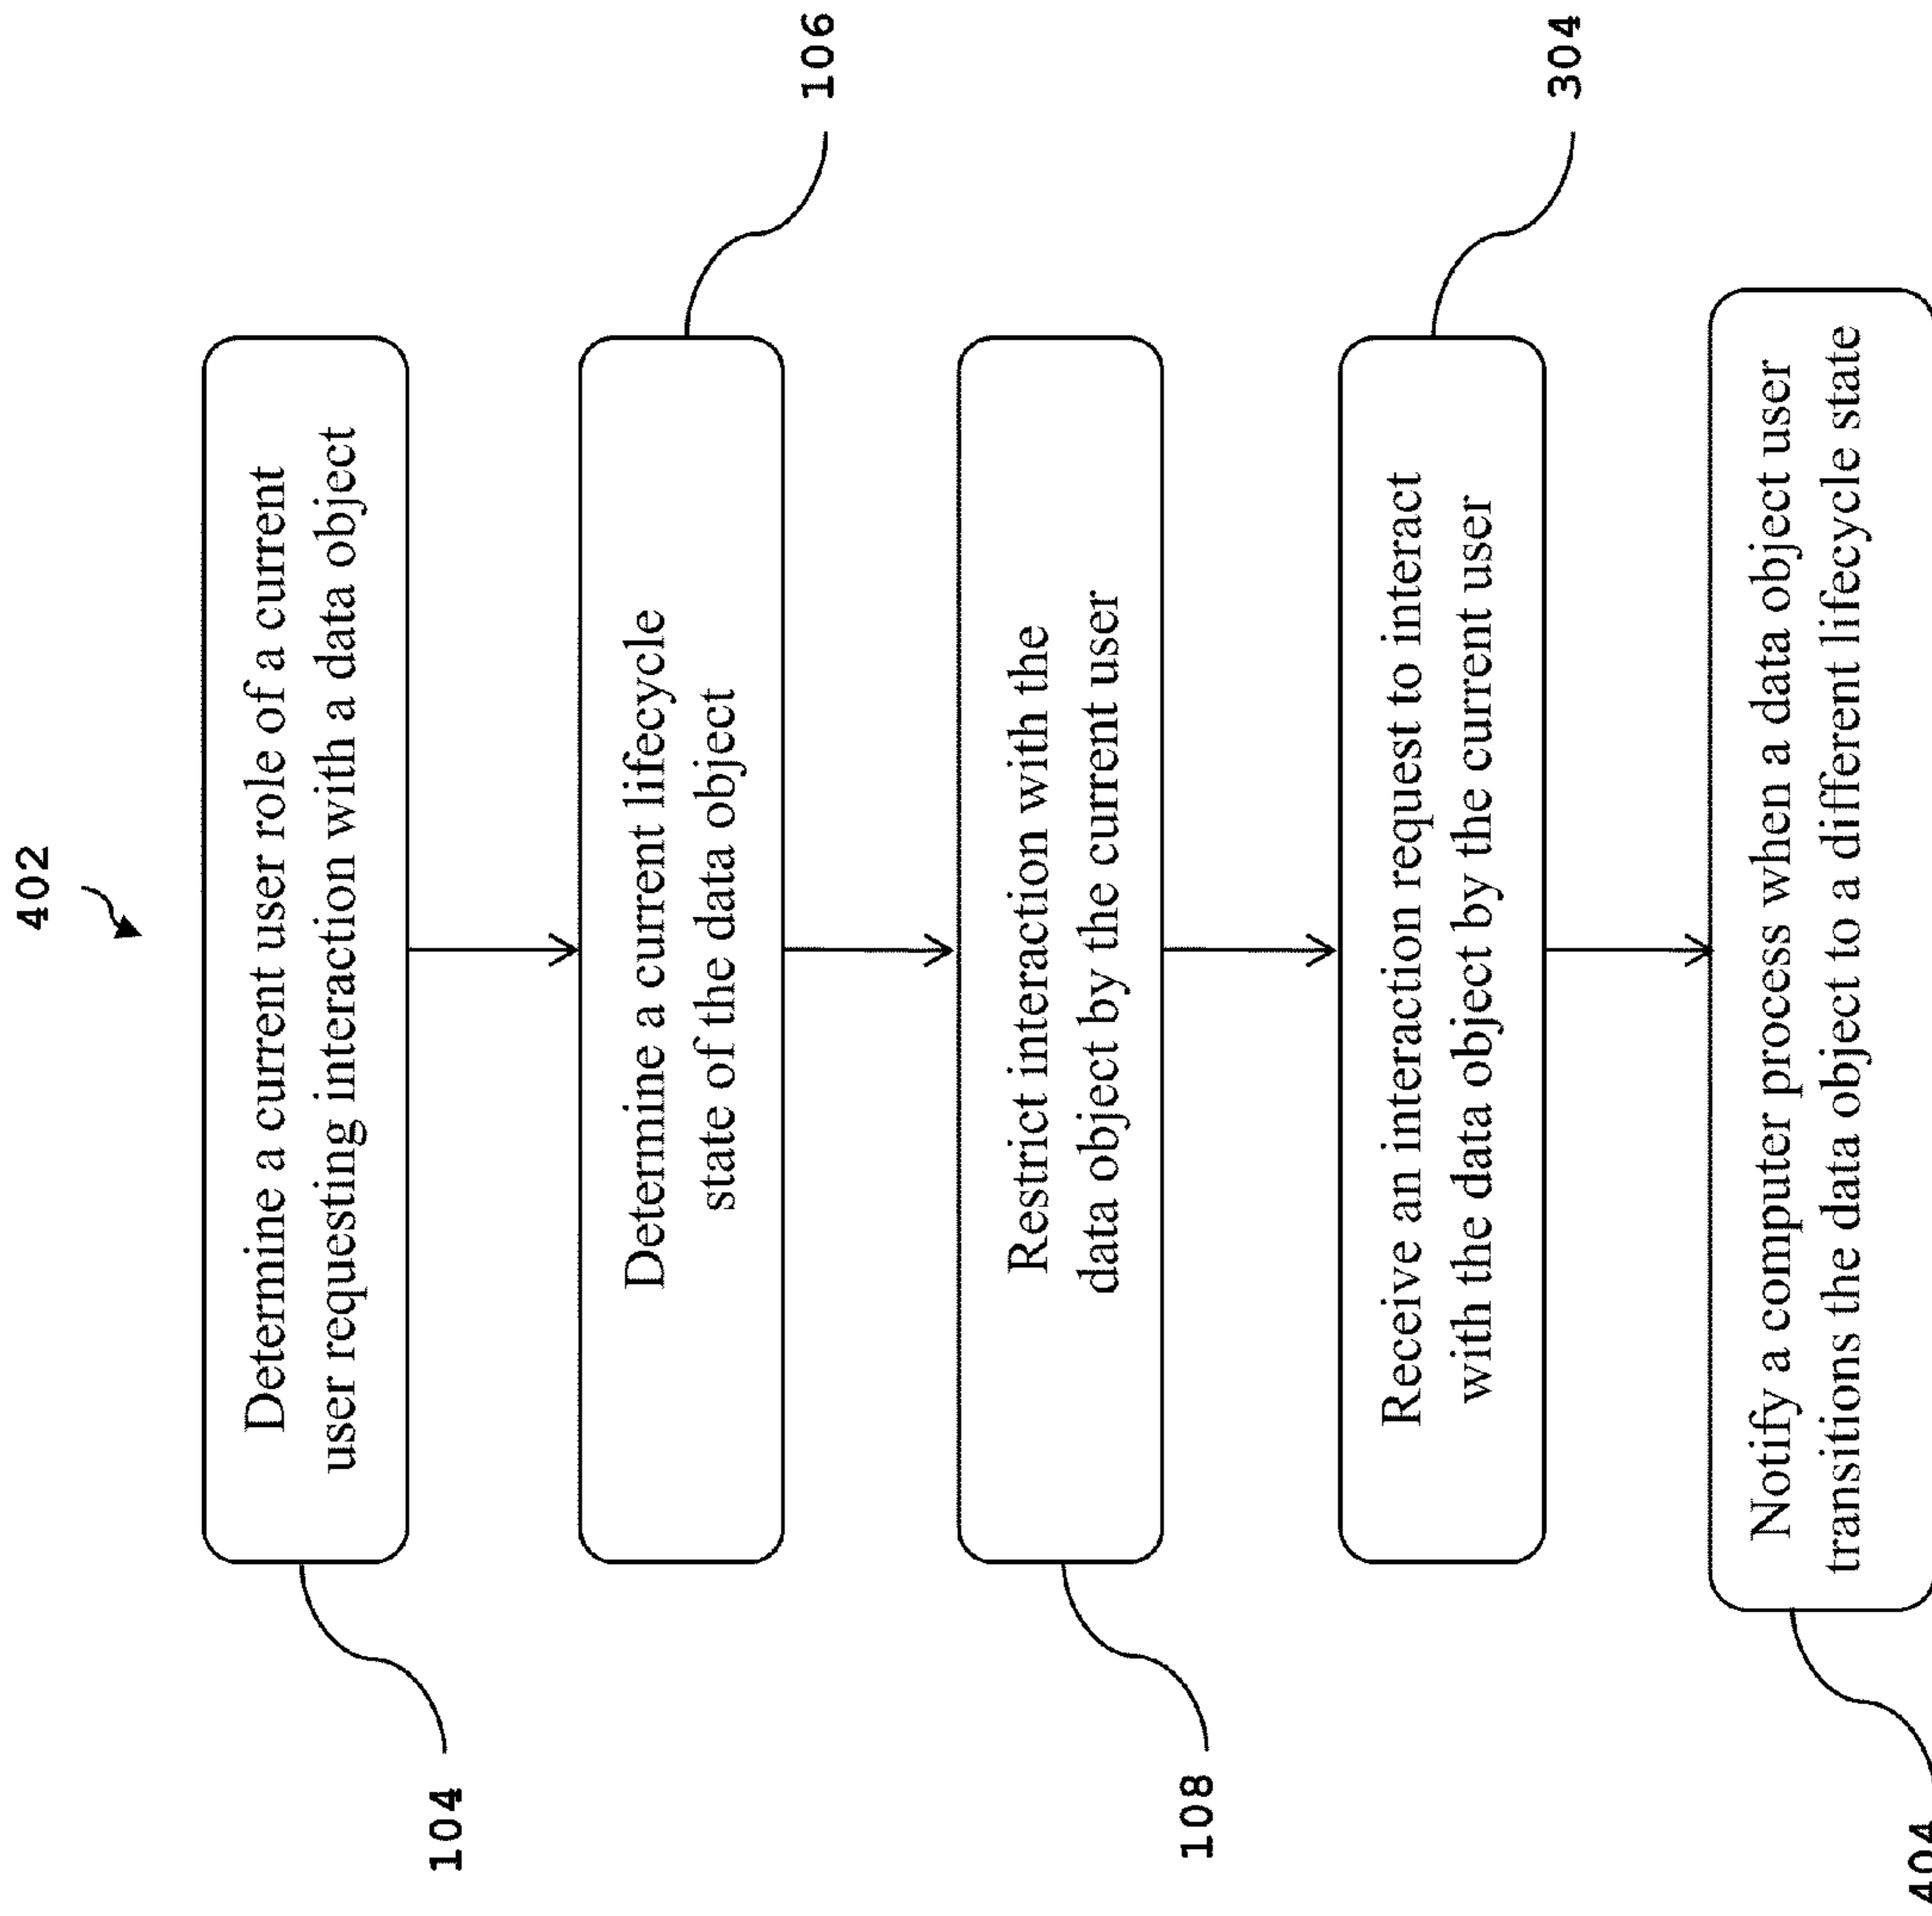 402
Determine a current user role of a current
user requesting interaction with a data object
104
Determine a current lifecycle
state of the data object
106
Restrict interaction with the
data object by the current user
108
Receive an interaction request to interact
with the data object by the current user
304
Notify a computer process when a data object user
transitions the data object to a different lifecycle state
404